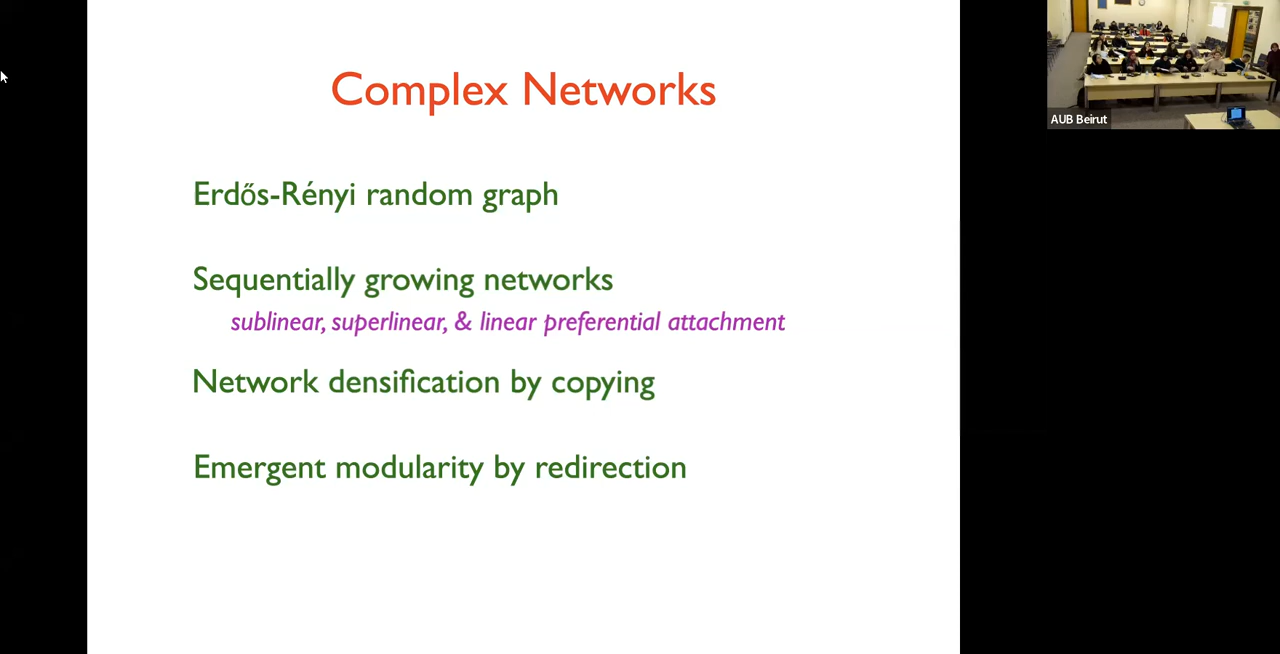 Complex Networks
Erdős-Rényi random graph
Sequentially growing networks
sublinear, superlinear, & linear preferential attachment
Network densification by copying
Emergent modularity by redirection
AUB Beirut